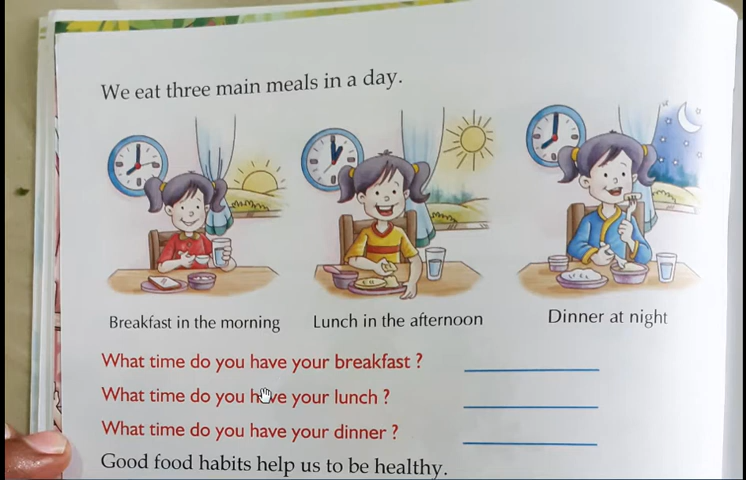 We eat three main meals in a day.
Breakfast in the morning
Lunch in the afternoon
Dinner at night
What time do you have your breakfast ?
What time do you have your lunch ?
What time do you have your dinner ?
Good food habits help us to be healthy.